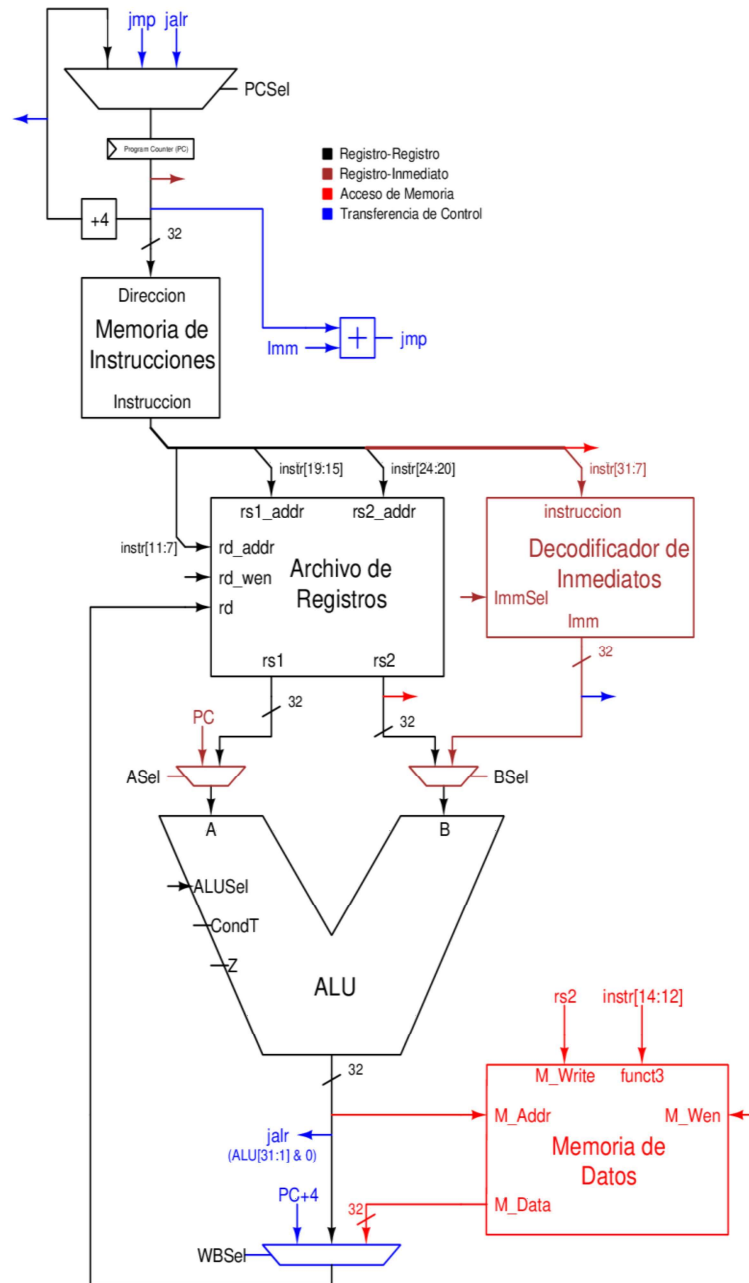 jmp jalr
PCSel
Program Counter (PC)
Registro-Registro
Registro-Inmediato
Acceso de Memoria
Transferencia de Control
+4
32
Direccion
Memoria de
Instrucciones
Instruccion
Imm
+
jmp
instr[19:15]
instr[24:20]
instr[31:7]
rs1_addr
rs2_addr
instr[11:7]
rd_addr
rd_wen
rd
Archivo de
Registros
rs1
rs2
instruccion
Decodificador de
Inmediatos
ImmSel
Imm
32
32
32
PC
ASel
BSel
A
B
ALUSel
CondT
Z
ALU
32
rs2
instr[14:12]
M_Write
funct3
M_Addr
M_Wen
Memoria de
Datos
M_Data
jalr
(ALU[31:1] & 0)
PC+4
32
WBSel